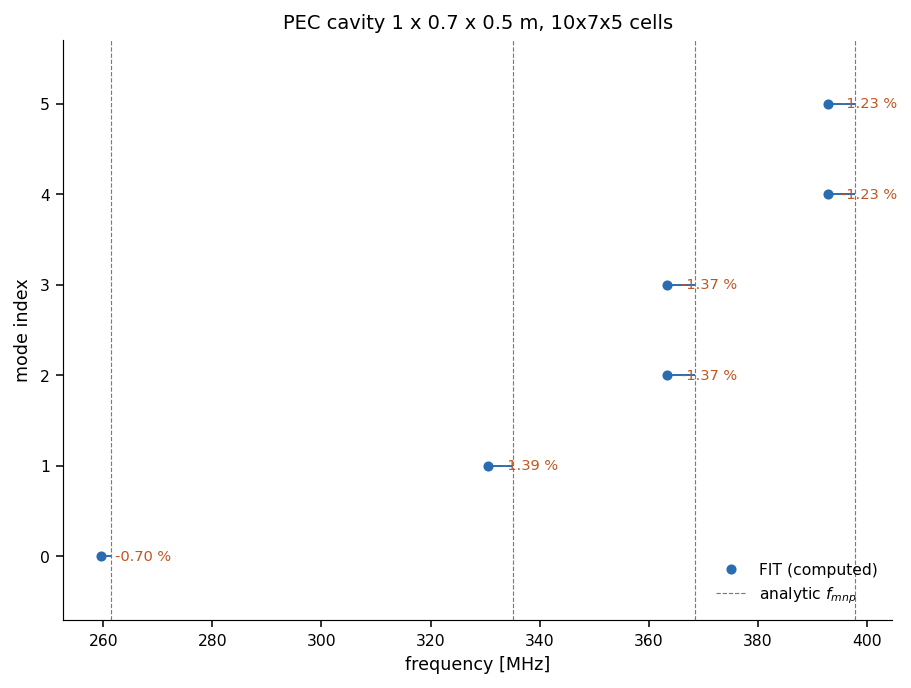 PEC cavity 1 x 0.7 x 0.5 m, 10x7x5 cells
5
-1.23 %
4
-1.23 %
3
-1.37 %
2
-1.37 %
1
-1.39 %
0
-0.70 %
mode index
FIT (computed)
analytic fmnp
260 280 300 320 340 360 380 400
frequency [MHz]